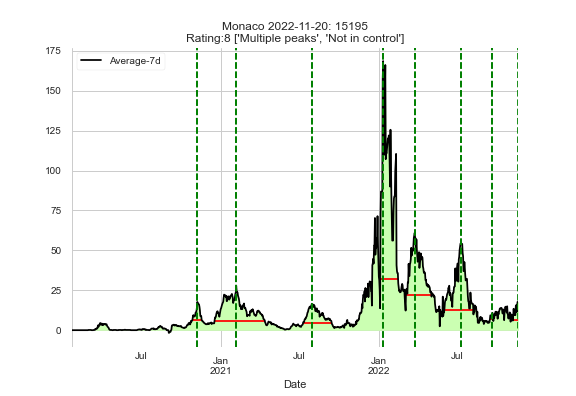 Monaco 2022-11-20: 15195
Rating:8 ['Multiple peaks', 'Not in control']
Average-7d
175
150
125
100
75
50
25
0
Jul
Jan
2021
Jul
Jan
2022
Jul
Date